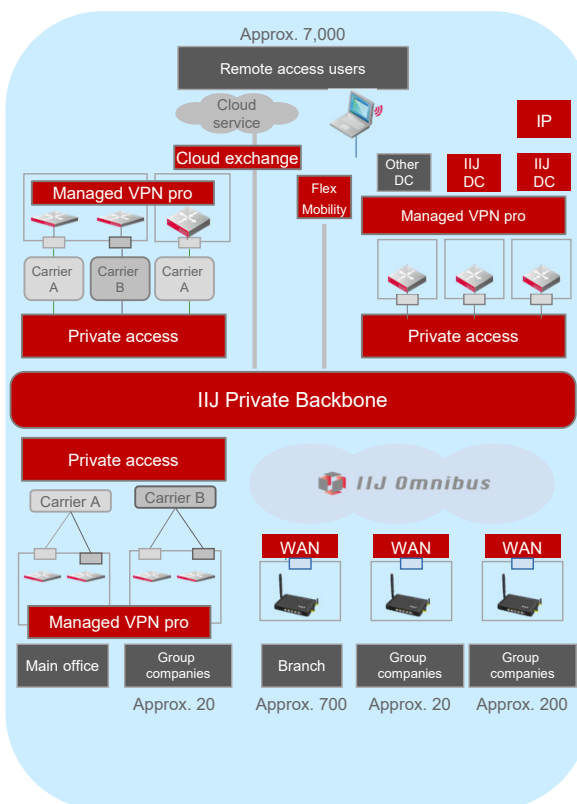 Approx. 7,000
Remote access users
Cloud
service
IP
Cloud exchange
Other
DC
IIJ
DC
IIJ
DC
Managed VPN pro
Flex
Mobility
Managed VPN pro
Carrier
A
Carrier
B
Carrier
A
Private access
Private access
IIJ Private Backbone
Private access
IIJ Omnibus
Carrier A
Carrier B
WAN
WAN
WAN
Managed VPN pro
Main office
Group
companies
Branch
Group
companies
Group
companies
Approx. 20
Approx. 700
Approx. 20
Approx. 200